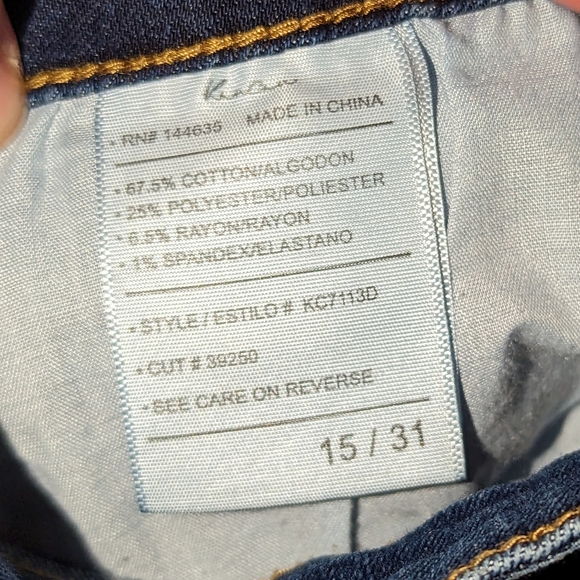 Kancan
• RN# 144635 MADE IN CHINA
• 67.5% COTTON/ALGODON
• 25% POLYESTER/POLIESTER
• 6.5% RAYON/RAYON
• 1% SPANDEX/ELASTANO
• STYLE / ESTILO # KC7113D
• CUT # 39250
• SEE CARE ON REVERSE
15 / 31